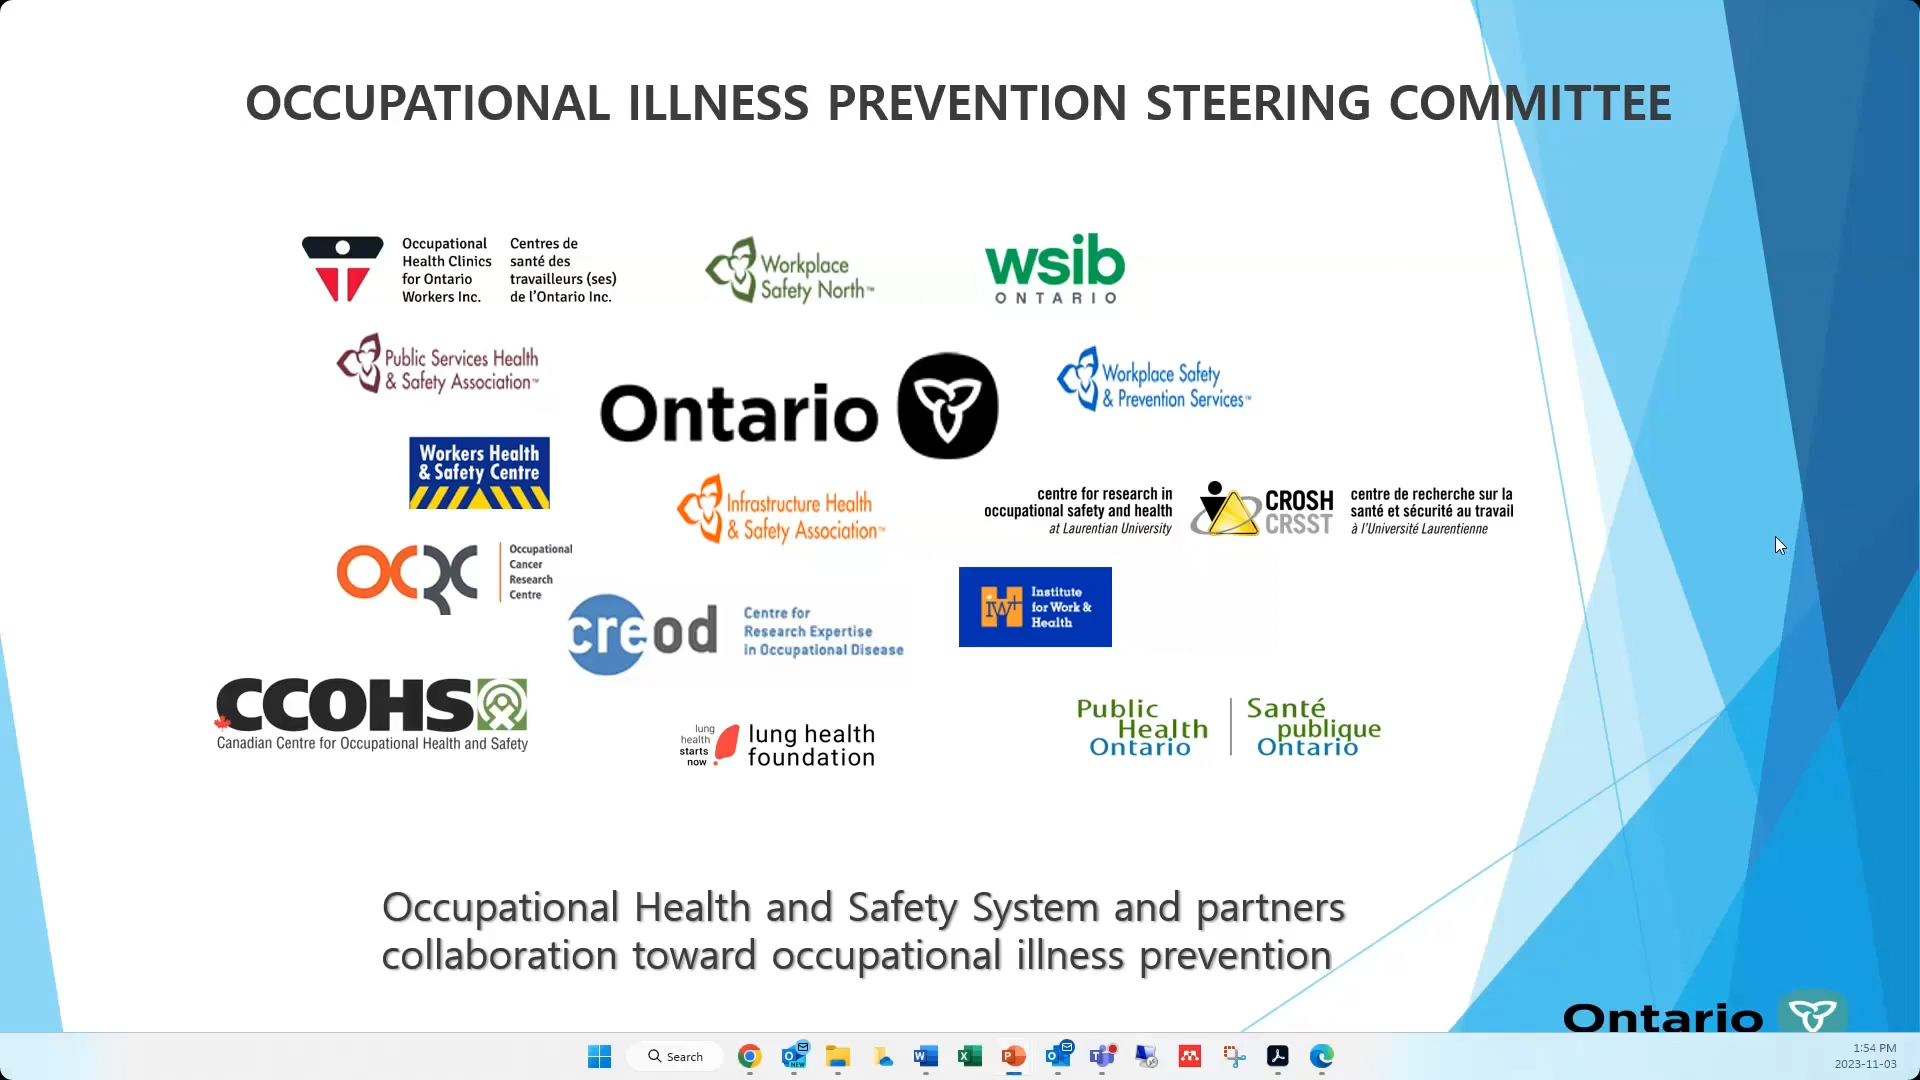 OCCUPATIONAL ILLNESS PREVENTION STEERING COMMITTEE
Occupational
Health Clinics
for Ontario
Workers Inc.
Centres de
santé des
travailleurs (ses)
de l'Ontario Inc.
Workplace
Safety North™
wsib
ONTARIO
Public Services Health
& Safety Association™
Ontario
Workplace Safety
& Prevention Services™
Workers Health
& Safety Centre
Infrastructure Health
& Safety Association™
centre for research in
occupational safety and health
at Laurentian University
CROSH
CRSST
centre de recherche sur la
santé et sécurité au travail
à l'Université Laurentienne
OCRC
Occupational
Cancer
Research
Centre
creod
Centre for
Research Expertise
in Occupational Disease
iw+
Institute
for Work &
Health
CCOHS
Canadian Centre for Occupational Health and Safety
lung
health
starts
now
lung health
foundation
Public
Health
Ontario
Santé
publique
Ontario
Occupational Health and Safety System and partners
collaboration toward occupational illness prevention
Ontario
Search
NEW
1:54 PM
2023-11-03